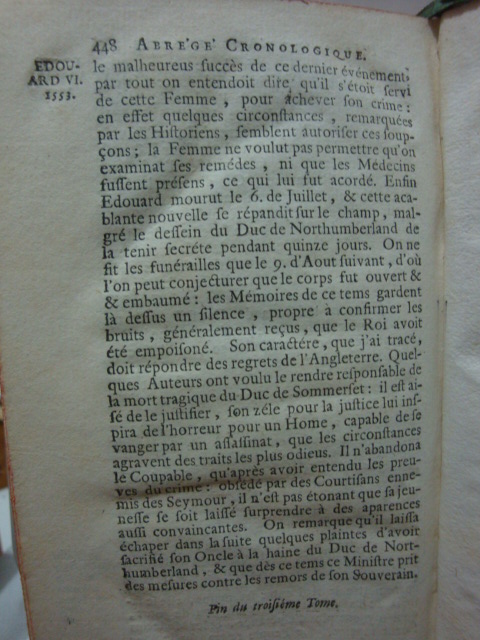 448 ABREGÉ CRONOLOGIQUE.
EDOU-
ARD VI.
1553.
le malheureus succès de ce dernier événement;
par tout on entendoit dire qu'il s'étoit servi
de cette Femme, pour achever son crime:
en effet quelques circonstances, remarquées
par les Historiens, semblent autoriser ces soup-
çons; la Femme ne voulut pas permettre qu'on
examinat ses remédes, ni que les Médecins
fussent présens, ce qui lui fut acordé. Enfin
Edouard mourut le 6. de Juillet, & cette aca-
blante nouvelle se répandit sur le champ, mal-
gré le dessein du Duc de Northumberland de
la tenir secréte pendant quinze jours. On ne
fit les funérailles que le 9. d'Aout suivant, d'où
l'on peut conjecturer que le corps fut ouvert &
& embaumé: les Mémoires de ce tems gardent
là dessus un silence, propre à confirmer les
bruits, généralement reçus, que le Roi avoit
été empoisoné. Son caractére, que j'ai tracé,
doit répondre des regrets de l'Angleterre. Quel-
ques Auteurs ont voulu le rendre responsable de
la mort tragique du Duc de Sommerset: il est ai-
sé de le justifier, son zéle pour la justice lui ins-
pira de l'horreur pour un Home, capable de se
vanger par un assassinat, que les circonstances
agravent des traits les plus odieus. Il n'abandona
le Coupable, qu'après avoir entendu les preu-
ves du crime: obsédé par des Courtisans enne-
mis des Seymour, il n'est pas étonant que sa jeu-
nesse se soit laissé surprendre à des aparences
aussi convaincantes. On remarque qu'il laissa
échaper dans la suite quelques plaintes d'avoir
sacrifié son Oncle à la haine du Duc de Nort-
humberland, & que dès ce tems ce Ministre prit
des mesures contre les remors de son Souverain.
Fin du troisiéme Tome.